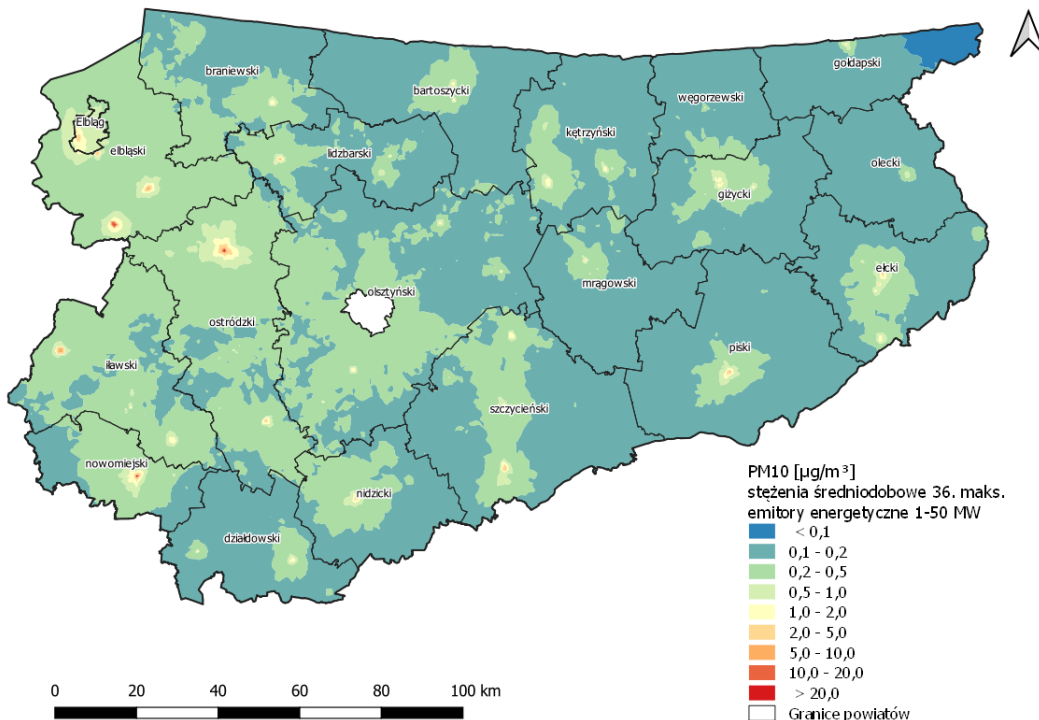 gołdapski
braniewski
bartoszycki
węgorzewski
Elbląg
kętrzyński
elbląski
lidzbarski
olecki
giżycki
ełcki
mrągowski
olsztyński
ostródzki
piski
iławski
szczycieński
nowomiejski
nidzicki
działdowski
PM10 [µg/m³]
stężenia średniodobowe 36. maks.
emitory energetyczne 1-50 MW
< 0,1
0,1 - 0,2
0,2 - 0,5
0,5 - 1,0
1,0 - 2,0
2,0 - 5,0
5,0 - 10,0
10,0 - 20,0
> 20,0
Granice powiatów
0 20 40 60 80 100 km